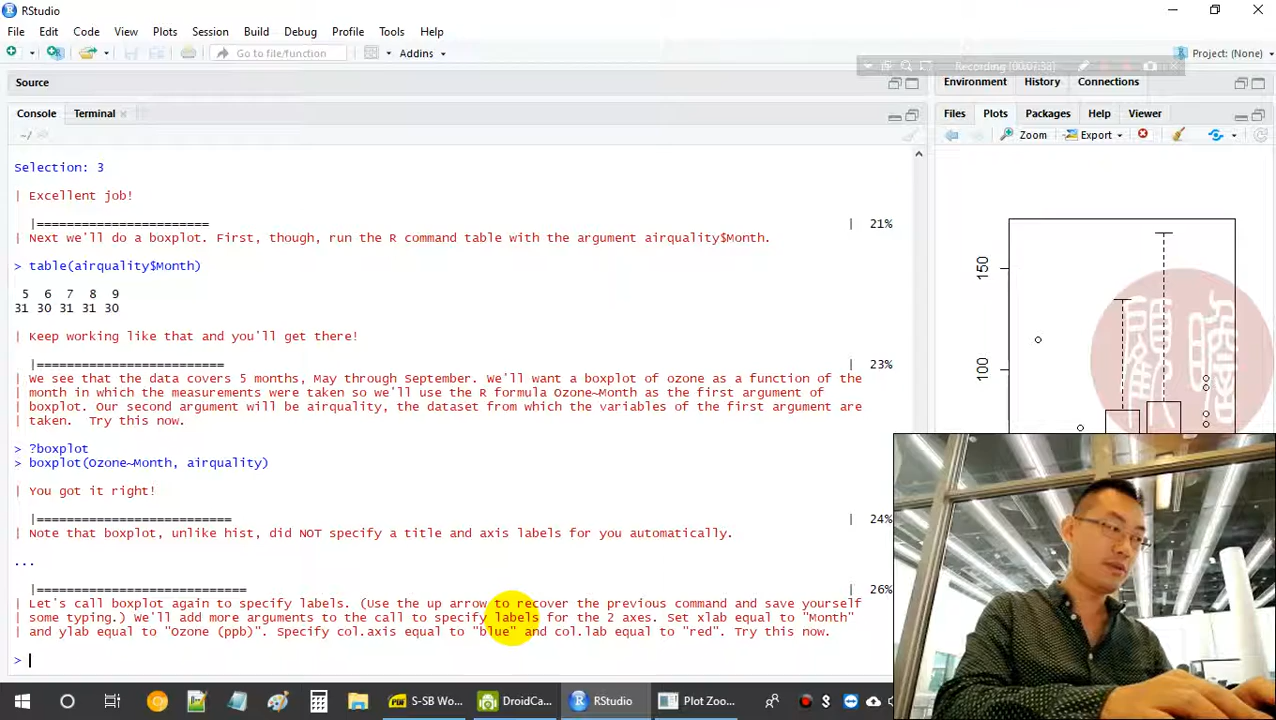 RStudio
File Edit Code View Plots Session Build Debug Profile Tools Help
Go to file/function Addins Project: (None)
Recording [00:07:38]
Source
Console Terminal
~/
Selection: 3
| Excellent job!
|======================= | 21%
| Next we'll do a boxplot. First, though, run the R command table with the argument airquality$Month.
> table(airquality$Month)
5 6 7 8 9
31 30 31 31 30
| Keep working like that and you'll get there!
|========================= | 23%
| We see that the data covers 5 months, May through September. We'll want a boxplot of ozone as a function of the
| month in which the measurements were taken so we'll use the R formula Ozone~Month as the first argument of
| boxplot. Our second argument will be airquality, the dataset from which the variables of the first argument are
| taken.  Try this now.
> ?boxplot
> boxplot(Ozone~Month, airquality)
| You got it right!
|========================== | 24%
| Note that boxplot, unlike hist, did NOT specify a title and axis labels for you automatically.
...
|============================ | 26%
| Let's call boxplot again to specify labels. (Use the up arrow to recover the previous command and save yourself
| some typing.) We'll add more arguments to the call to specify labels for the 2 axes. Set xlab equal to "Month"
| and ylab equal to "Ozone (ppb)". Specify col.axis equal to "blue" and col.lab equal to "red". Try this now.
>
Environment History Connections
Files Plots Packages Help Viewer
Zoom Export
150
100
S-SB Wo... DroidCa... RStudio Plot Zoo...